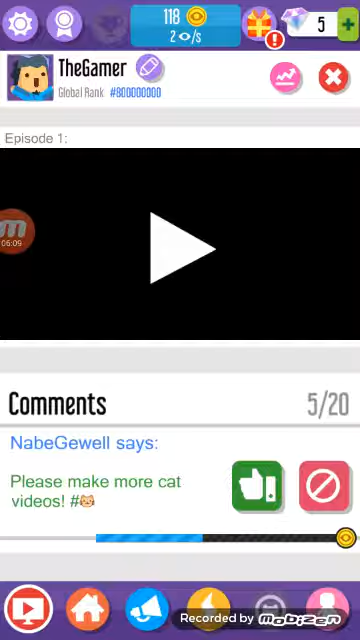 118
2 /s
5
TheGamer
Global Rank #800000000
Episode 1:
06:09
Comments
5/20
NabeGewell says:
Please make more cat
videos! #🐱
Recorded by mobizen